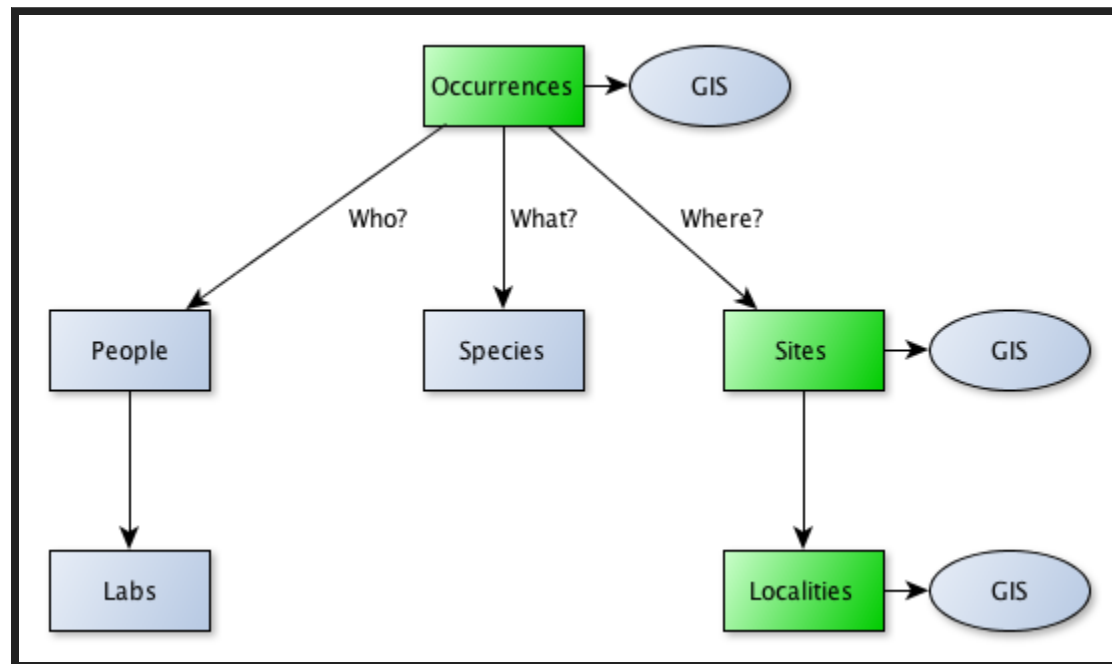 Occurrences
GIS
Who?
What?
Where?
People
Species
Sites
GIS
Labs
Localities
GIS